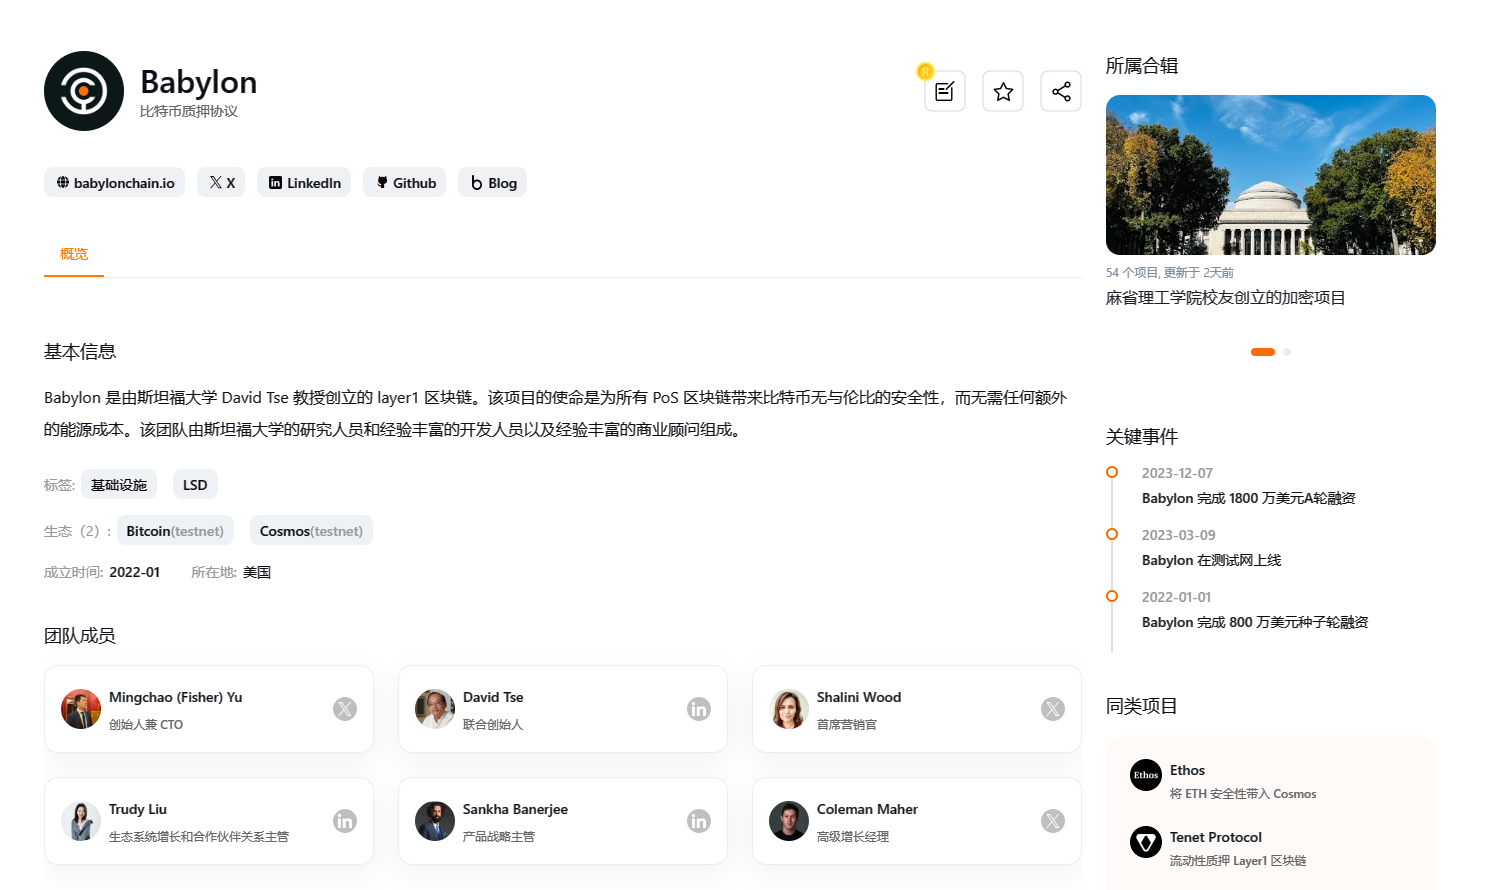 Babylon
比特币质押协议
babylonchain.io
X
LinkedIn
Github
Blog
概览
基本信息
Babylon 是由斯坦福大学 David Tse 教授创立的 layer1 区块链。该项目的使命是为所有 PoS 区块链带来比特币无与伦比的安全性，而无需任何额外
的能源成本。该团队由斯坦福大学的研究人员和经验丰富的开发人员以及经验丰富的商业顾问组成。
标签: 基础设施 LSD
生态（2）: Bitcoin(testnet) Cosmos(testnet)
成立时间: 2022-01 所在地: 美国
团队成员
Mingchao (Fisher) Yu
创始人兼 CTO
David Tse
联合创始人
Shalini Wood
首席营销官
Trudy Liu
生态系统增长和合作伙伴关系主管
Sankha Banerjee
产品战略主管
Coleman Maher
高级增长经理
所属合辑
54 个项目, 更新于 2天前
麻省理工学院校友创立的加密项目
关键事件
2023-12-07
Babylon 完成 1800 万美元A轮融资
2023-03-09
Babylon 在测试网上线
2022-01-01
Babylon 完成 800 万美元种子轮融资
同类项目
Ethos
Ethos
将 ETH 安全性带入 Cosmos
Tenet Protocol
流动性质押 Layer1 区块链